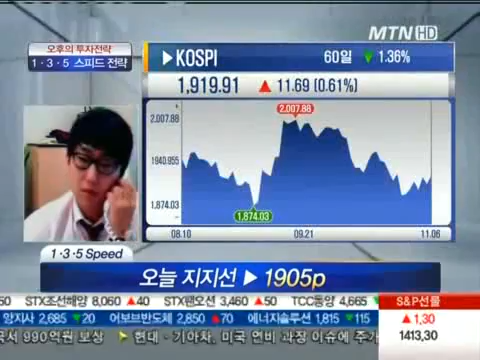 오후의 투자전략
1·3·5 스피드 전략
MTN HD
▶KOSPI 60일 ▼ 1.36%
1,919.91 ▲ 11.69 (0.61%)
2,007.88
2,007.88
1940.955
1,874.03
1,874.03
08.10 09.21 11.06
1·3·5 Speed
오늘 지지선 ▶ 1905p
STX조선해양 8,060 ▲40 STX팬오션 3,460 ▲50 TCC동양 4,665 ▼
S&P선물
앙지사 2,685 ▼20 어보브반도체 2,850 ▲70 에너지솔루션 1,815 ▼115
▲1,30
국서 990억원 보상 ▷ 현대·기아차, 미국 연비 과장 이슈에 주가
1413,30